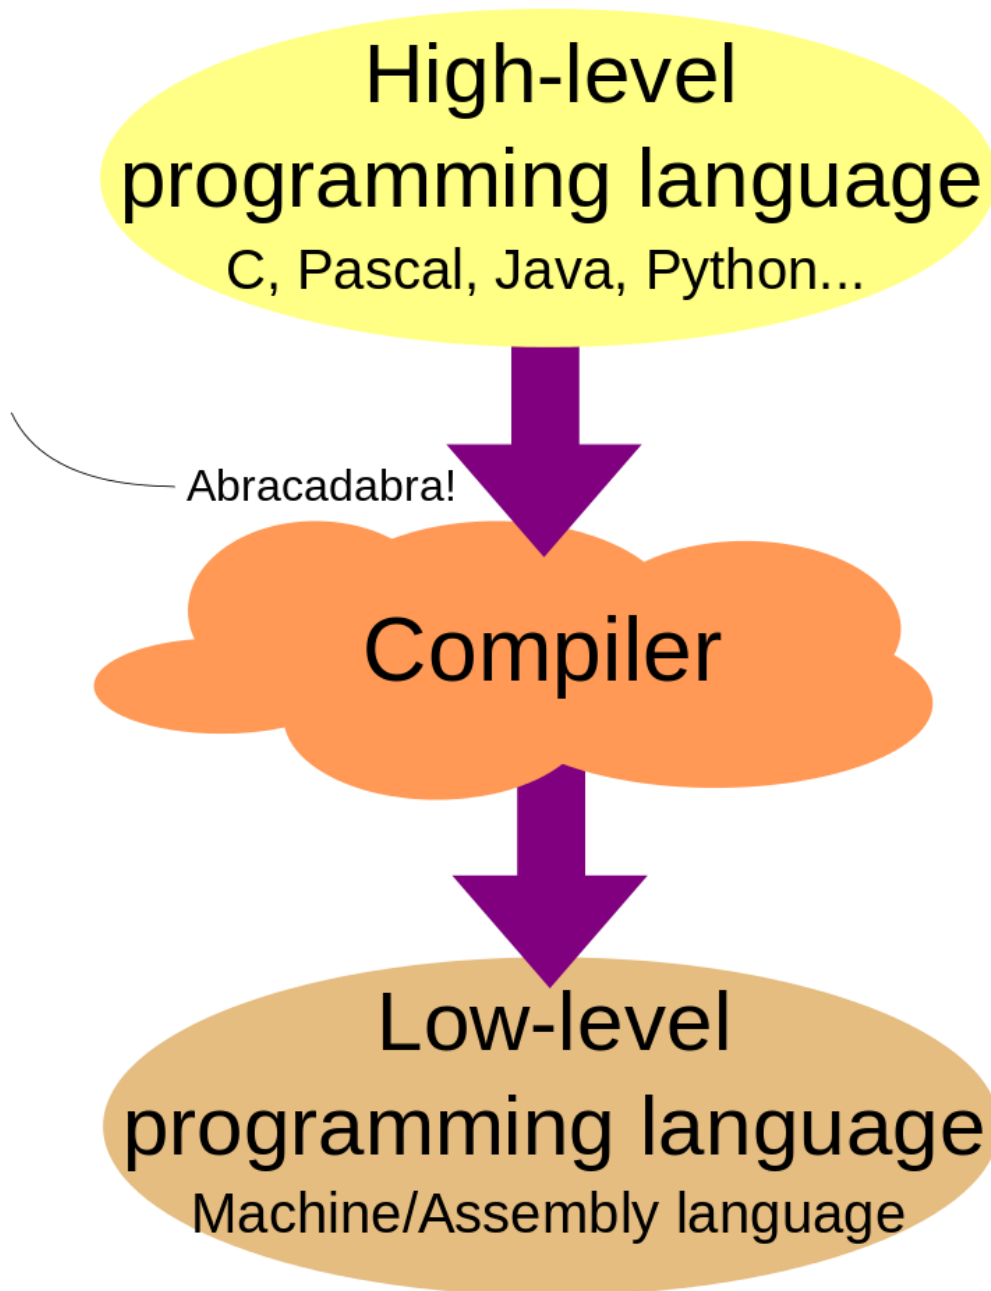 High-level
programming language
C, Pascal, Java, Python...
Abracadabra!
Compiler
Low-level
programming language
Machine/Assembly language